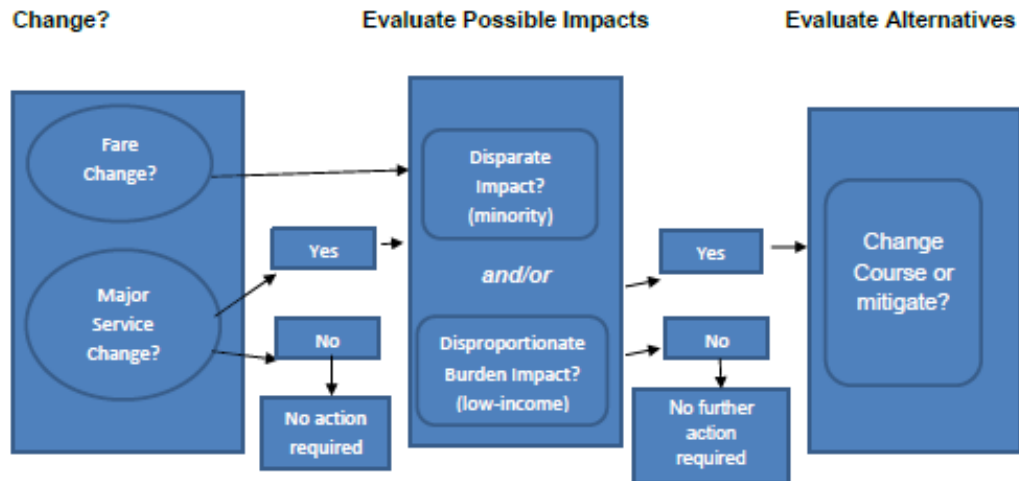 Change?
Evaluate Possible Impacts
Evaluate Alternatives
Fare
Change?
Major
Service
Change?
Yes
No
No action
required
Disparate
Impact?
(minority)
and/or
Disproportionate
Burden Impact?
(low-income)
Yes
No
No further
action
required
Change
Course or
mitigate?